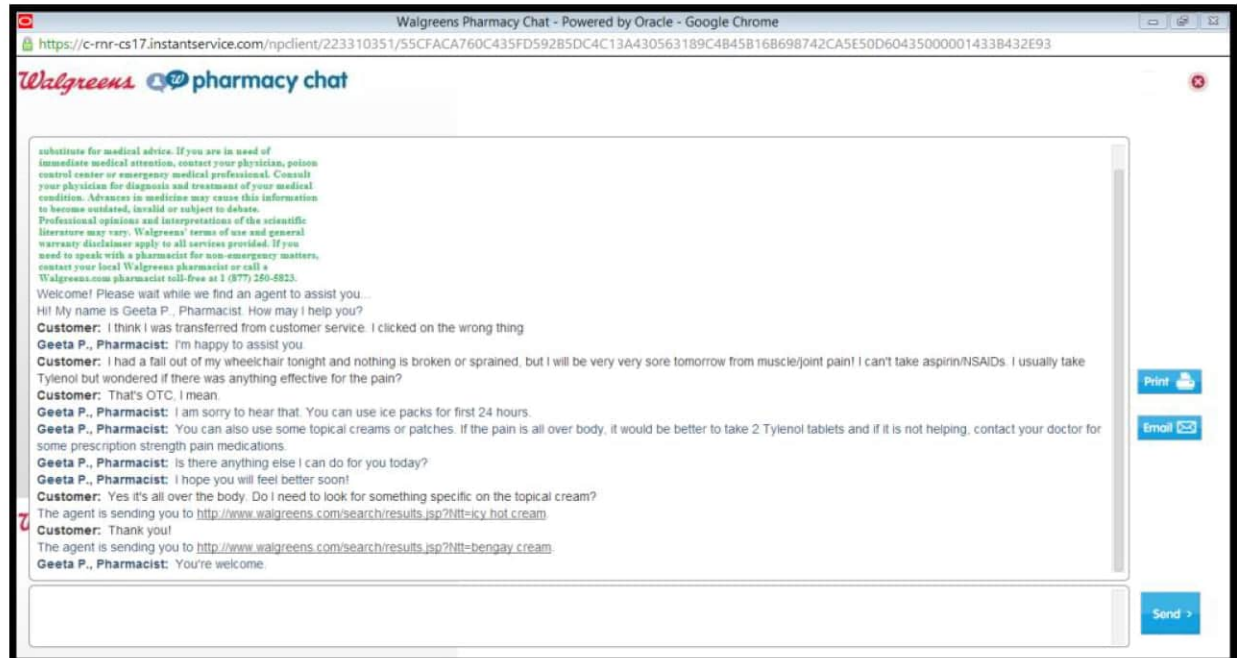 Walgreens Pharmacy Chat - Powered by Oracle - Google Chrome
https://c-rnr-cs17.instantservice.com/npclient/223310351/55CFACA760C435FD592B5DC4C13A430563189C4B45B16B698742CA5E50D60435000001433B432E93
Walgreens pharmacy chat
substitute for medical advice. If you are in need of
immediate medical attention, contact your physician, poison
control center or emergency medical professional. Consult
your physician for diagnosis and treatment of your medical
condition. Advances in medicine may cause this information
to become outdated, invalid or subject to debate.
Professional opinions and interpretations of the scientific
literature may vary. Walgreens' terms of use and general
warranty disclaimer apply to all services provided. If you
need to speak with a pharmacist for non-emergency matters,
contact your local Walgreens pharmacist or call a
Walgreens.com pharmacist toll-free at 1 (877) 250-5823.
Welcome! Please wait while we find an agent to assist you...
Hi! My name is Geeta P., Pharmacist. How may I help you?
Customer: I think I was transferred from customer service. I clicked on the wrong thing
Geeta P., Pharmacist: I'm happy to assist you.
Customer: I had a fall out of my wheelchair tonight and nothing is broken or sprained, but I will be very very sore tomorrow from muscle/joint pain! I can't take aspirin/NSAIDs. I usually take
Tylenol but wondered if there was anything effective for the pain?
Customer: That's OTC, I mean.
Geeta P., Pharmacist: I am sorry to hear that. You can use ice packs for first 24 hours.
Geeta P., Pharmacist: You can also use some topical creams or patches. If the pain is all over body, it would be better to take 2 Tylenol tablets and if it is not helping, contact your doctor for
some prescription strength pain medications.
Geeta P., Pharmacist: Is there anything else I can do for you today?
Geeta P., Pharmacist: I hope you will feel better soon!
Customer: Yes it's all over the body. Do I need to look for something specific on the topical cream?
The agent is sending you to http://www.walgreens.com/search/results.jsp?Ntt=icy hot cream.
Customer: Thank you!
The agent is sending you to http://www.walgreens.com/search/results.jsp?Ntt=bengay cream.
Geeta P., Pharmacist: You're welcome.
Print
Email
Send >